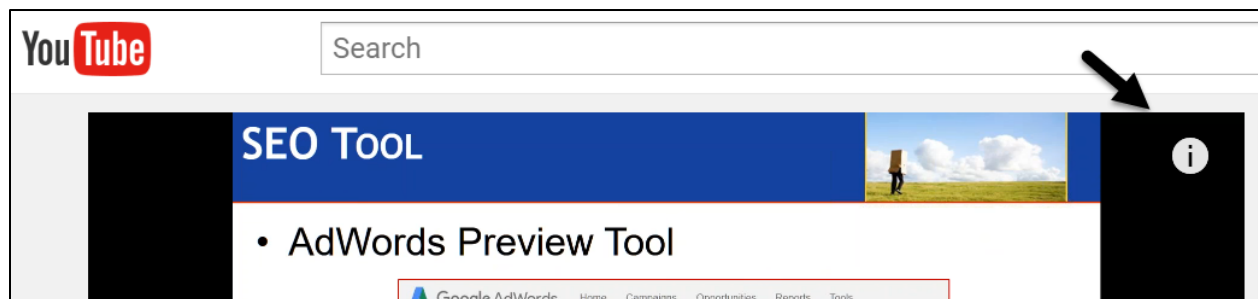 YouTube
Search
SEO TOOL
i
• AdWords Preview Tool
Google AdWords Home Campaigns Opportunities Reports Tools